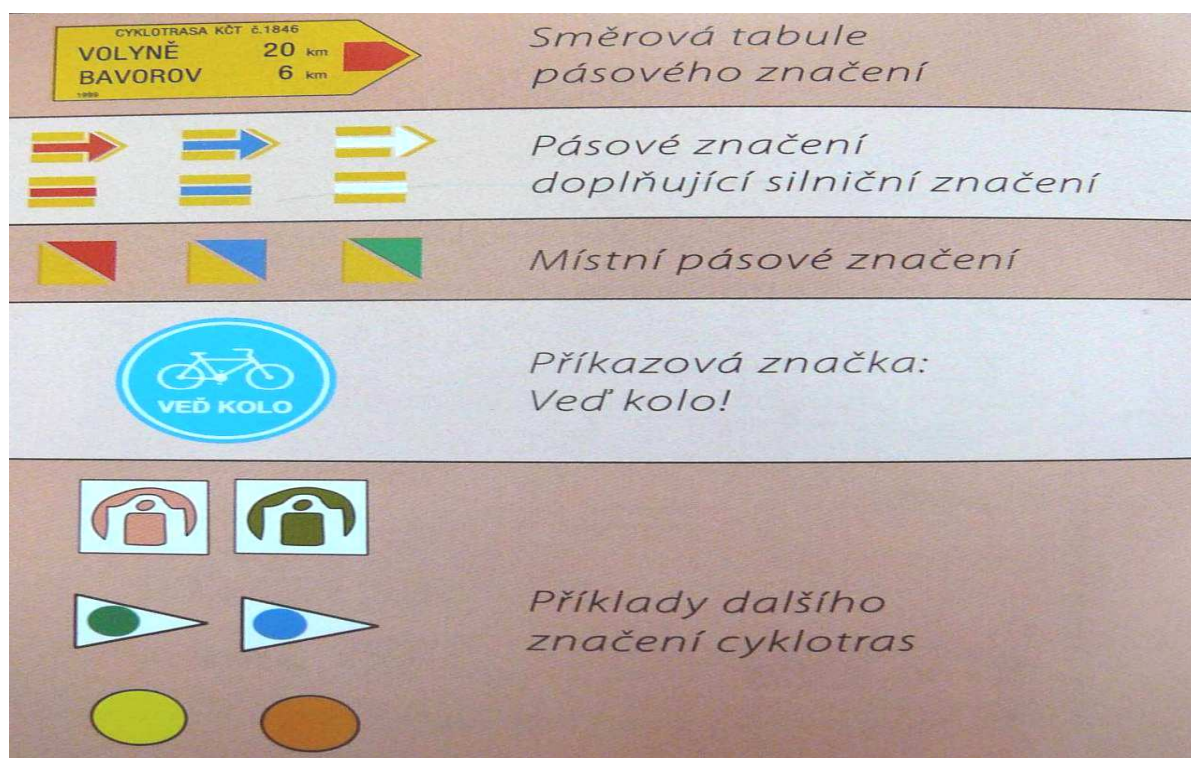 CYKLOTRASA KČT č.1846
VOLYNĚ 20 km
BAVOROV 6 km
1999
Směrová tabule
pásového značení
Pásové značení
doplňující silniční značení
Místní pásové značení
VEĎ KOLO
Příkazová značka:
Veď kolo!
Příklady dalšího
značení cyklotras